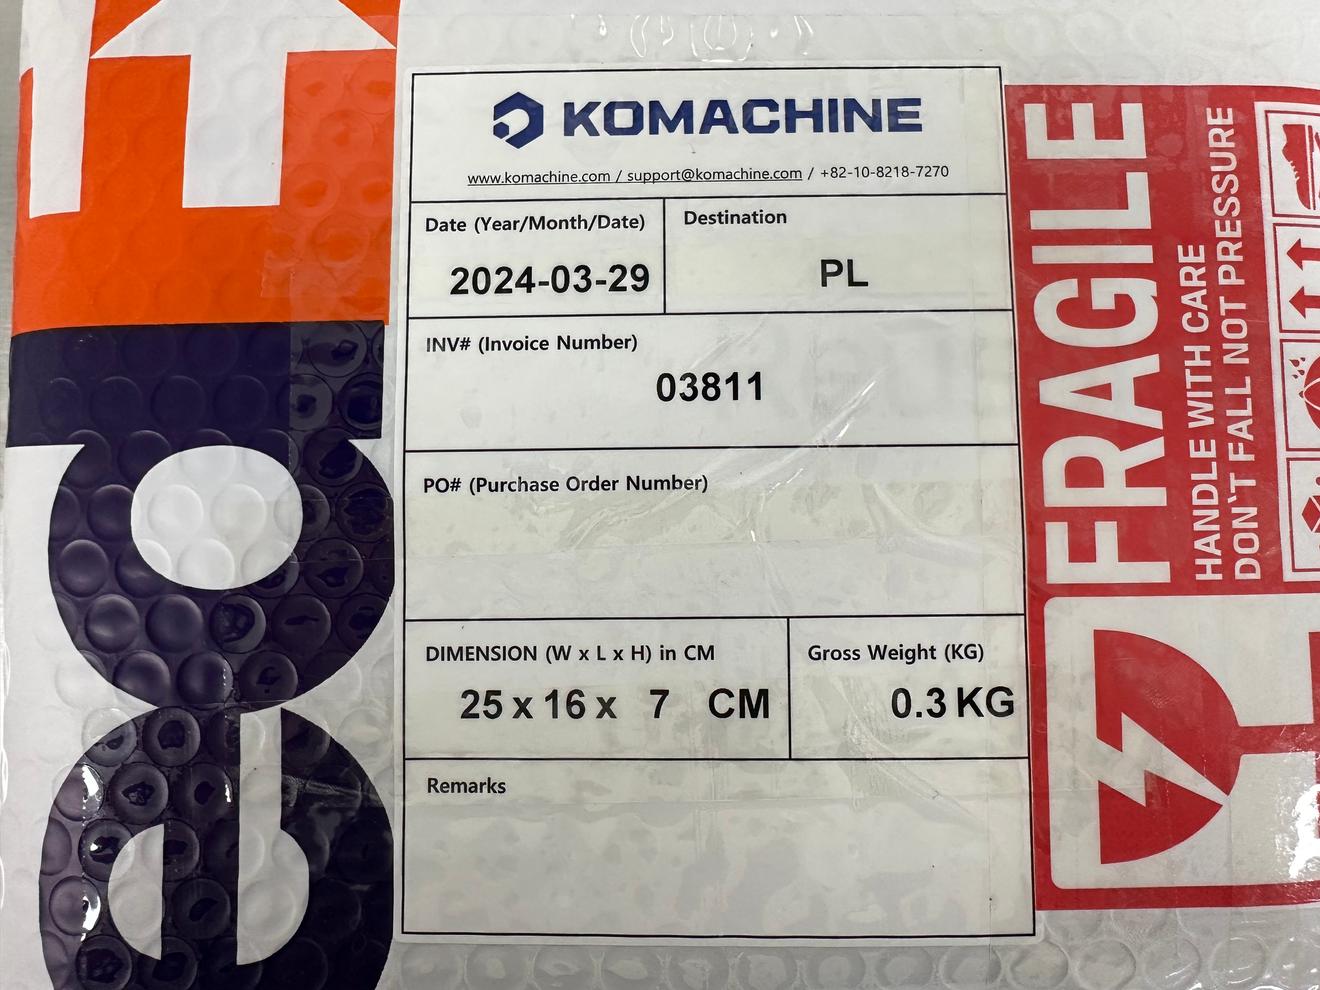 KOMACHINE
www.komachine.com / support@komachine.com / +82-10-8218-7270
Date (Year/Month/Date)
2024-03-29
Destination
PL
INV# (Invoice Number)
03811
PO# (Purchase Order Number)
DIMENSION (W x L x H) in CM
25 x 16 x 7 CM
Gross Weight (KG)
0.3 KG
Remarks
FRAGILE
HANDLE WITH CARE
DON'T FALL NOT PRESSURE